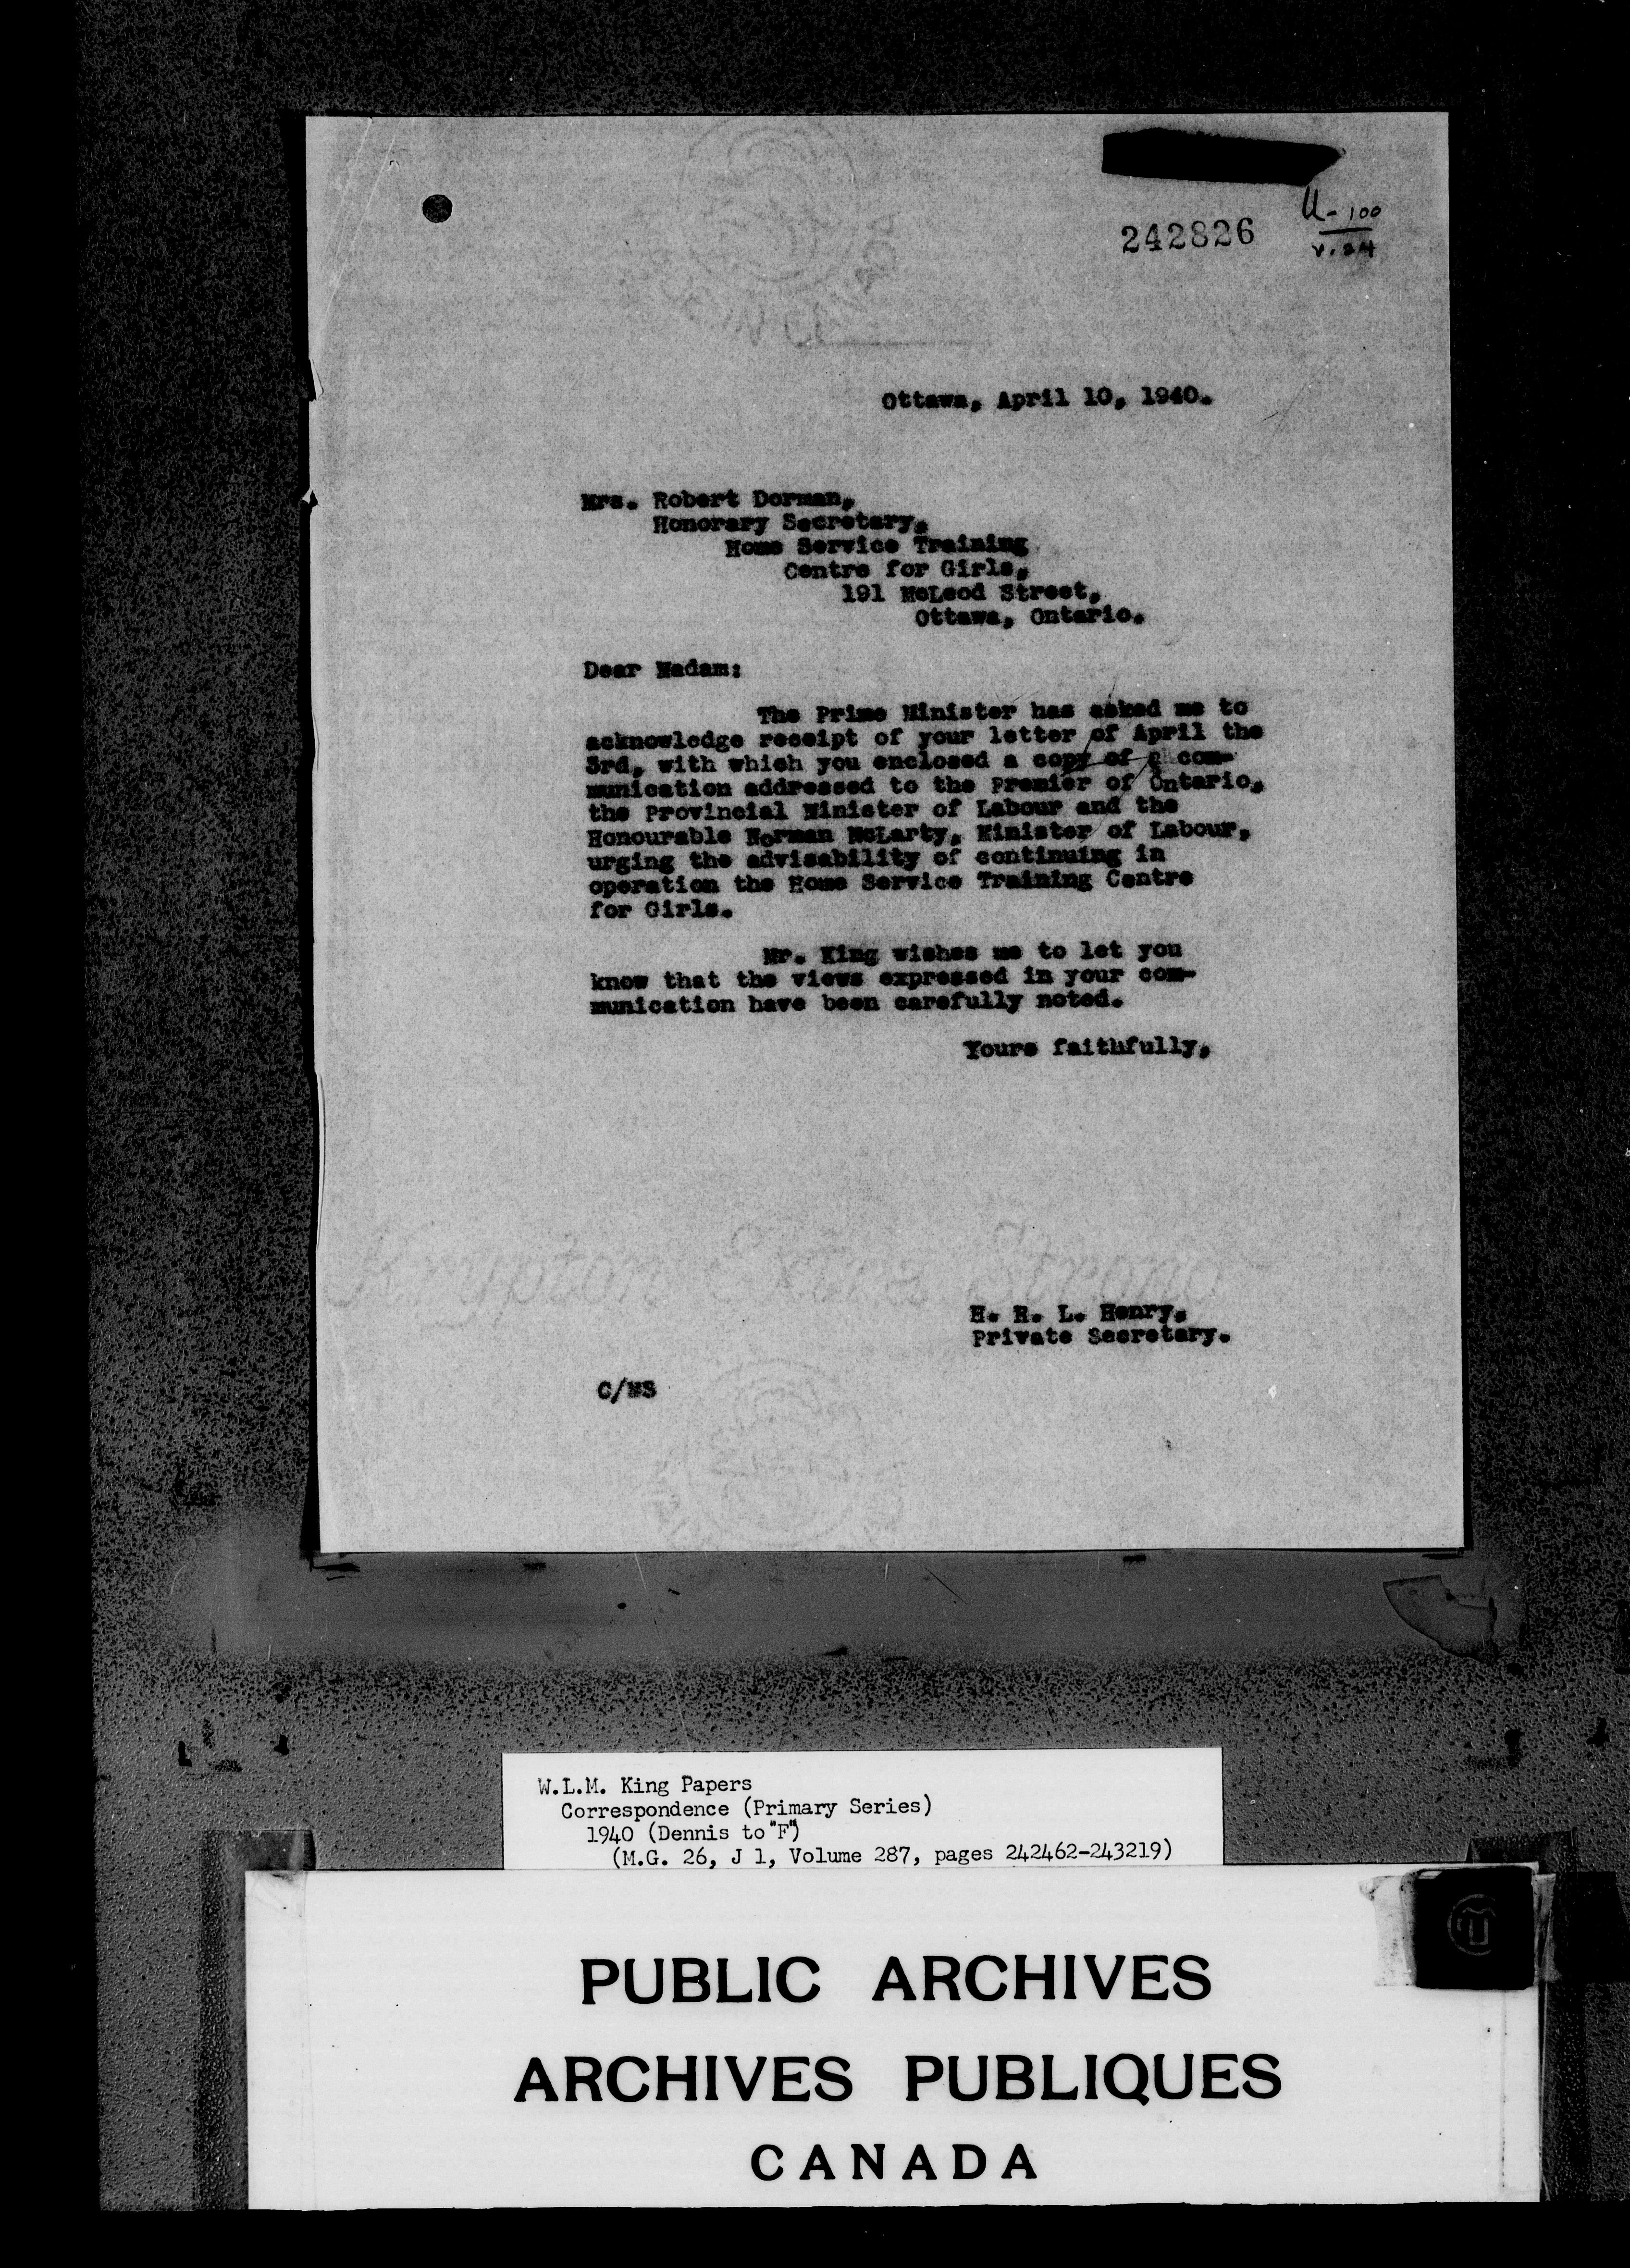 242826
U-100
v.24
Ottawa, April 10, 1940.
Mrs. Robert Dorman,
Honorary Secretary,
Home Service Training
Centre for Girls,
191 McLeod Street,
Ottawa, Ontario.
Dear Madam:
The Prime Minister has asked me to
acknowledge receipt of your letter of April the
3rd, with which you enclosed a copy of a com-
munication addressed to the Premier of Ontario,
the Provincial Minister of Labour and the
Honourable Norman McLarty, Minister of Labour,
urging the advisability of continuing in
operation the Home Service Training Centre
for Girls.
Mr. King wishes me to let you
know that the views expressed in your com-
munication have been carefully noted.
Yours faithfully,
Krypton Extra Strong
H. R. L. Henry,
Private Secretary.
C/MS
W.L.M. King Papers
Correspondence (Primary Series)
1940 (Dennis to "F")
(M.G. 26, J 1, Volume 287, pages 242462-243219)
PUBLIC ARCHIVES
ARCHIVES PUBLIQUES
CANADA